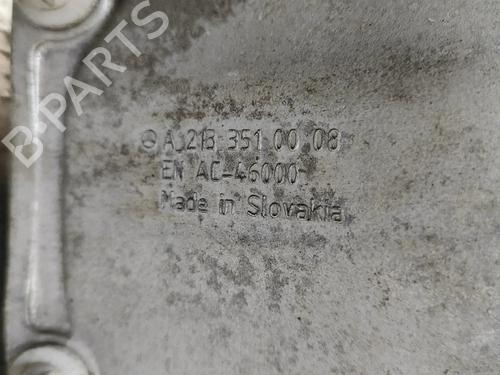 B-PARTS
A 213 351 00 08
EN AC-46000
Made in Slovakia